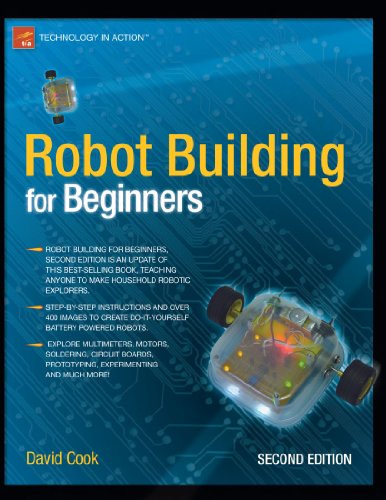 t/a TECHNOLOGY IN ACTION™
Robot Building
for Beginners
ROBOT BUILDING FOR BEGINNERS,
SECOND EDITION IS AN UPDATE OF
THIS BEST-SELLING BOOK, TEACHING
ANYONE TO MAKE HOUSEHOLD ROBOTIC
EXPLORERS.
STEP-BY-STEP INSTRUCTIONS AND OVER
400 IMAGES TO CREATE DO-IT-YOURSELF
BATTERY POWERED ROBOTS.
EXPLORE MULTIMETERS, MOTORS,
SOLDERING, CIRCUIT BOARDS,
PROTOTYPING, EXPERIMENTING
AND MUCH MORE!
David Cook
SECOND EDITION